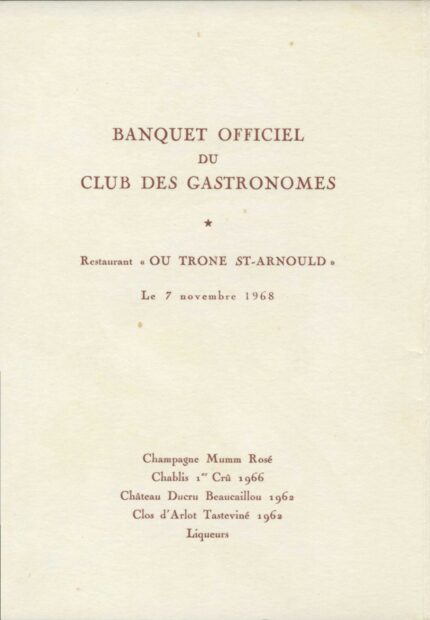 BANQUET OFFICIEL
DU
CLUB DES GASTRONOMES
★
Restaurant « OU TRONE ST-ARNOULD »
Le 7 novembre 1968
Champagne Mumm Rosé
Chablis 1er Crû 1966
Château Ducru Beaucaillou 1962
Clos d'Arlot Tasteviné 1962
Liqueurs